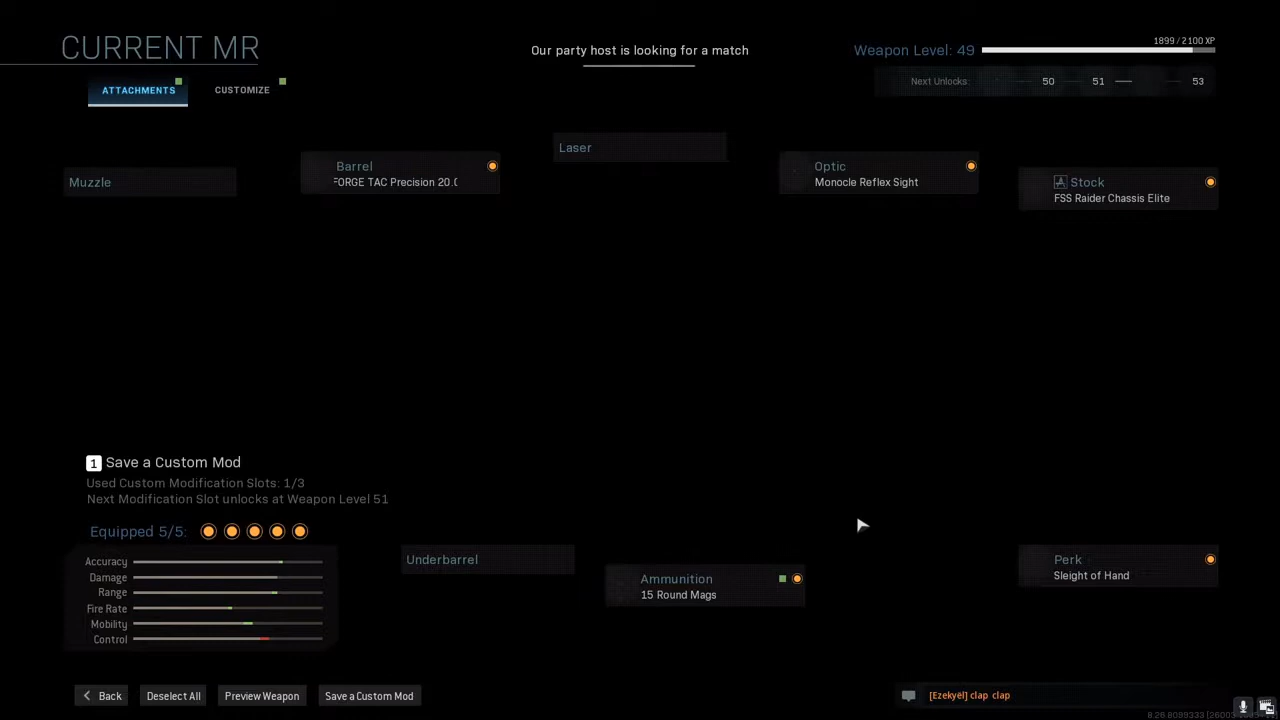 CURRENT MR
Our party host is looking for a match
Weapon Level: 49
1899 / 2100 XP
ATTACHMENTS
CUSTOMIZE
Next Unlocks:
50
51
53
Muzzle
Barrel
FORGE TAC Precision 20.0
Laser
Optic
Monocle Reflex Sight
Stock
FSS Raider Chassis Elite
1 Save a Custom Mod
Used Custom Modification Slots: 1/3
Next Modification Slot unlocks at Weapon Level 51
Equipped 5/5:
Accuracy
Damage
Range
Fire Rate
Mobility
Control
Underbarrel
Ammunition
15 Round Mags
Perk
Sleight of Hand
Back
Deselect All
Preview Weapon
Save a Custom Mod
[Ezekyël] clap clap